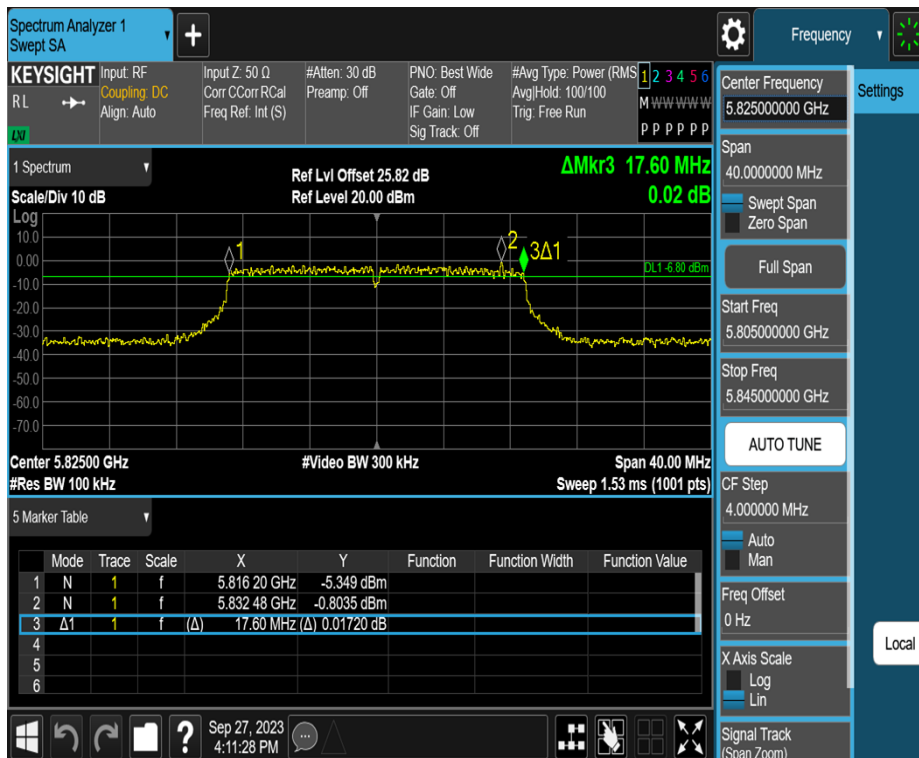 Spectrum Analyzer 1
Swept SA
+
Frequency
KEYSIGHT
RL
LXI
Input: RF
Coupling: DC
Align: Auto
Input Z: 50 Ω
Corr CCorr RCal
Freq Ref: Int (S)
#Atten: 30 dB
Preamp: Off
PNO: Best Wide
Gate: Off
IF Gain: Low
Sig Track: Off
#Avg Type: Power (RMS
Avg|Hold: 100/100
Trig: Free Run
1 2 3 4 5 6
M W W W W W
P P P P P P
Center Frequency
5.825000000 GHz
Settings
Span
40.0000000 MHz
Swept Span
Zero Span
Full Span
Start Freq
5.805000000 GHz
Stop Freq
5.845000000 GHz
AUTO TUNE
CF Step
4.000000 MHz
Auto
Man
Freq Offset
0 Hz
X Axis Scale
Log
Lin
Signal Track
(Span Zoom)
Local
1 Spectrum
Scale/Div 10 dB
Ref Lvl Offset 25.82 dB
Ref Level 20.00 dBm
ΔMkr3 17.60 MHz
0.02 dB
Log
10.0
0.00
-10.0
-20.0
-30.0
-40.0
-50.0
-60.0
-70.0
1
2
3Δ1
DL1 -6.80 dBm
Center 5.82500 GHz
#Video BW 300 kHz
Span 40.00 MHz
#Res BW 100 kHz
Sweep 1.53 ms (1001 pts)
5 Marker Table
Mode Trace Scale X Y Function Function Width Function Value
1 N 1 f 5.816 20 GHz -5.349 dBm
2 N 1 f 5.832 48 GHz -0.8035 dBm
3 Δ1 1 f (Δ) 17.60 MHz (Δ) 0.01720 dB
4
5
6
?
Sep 27, 2023
4:11:28 PM